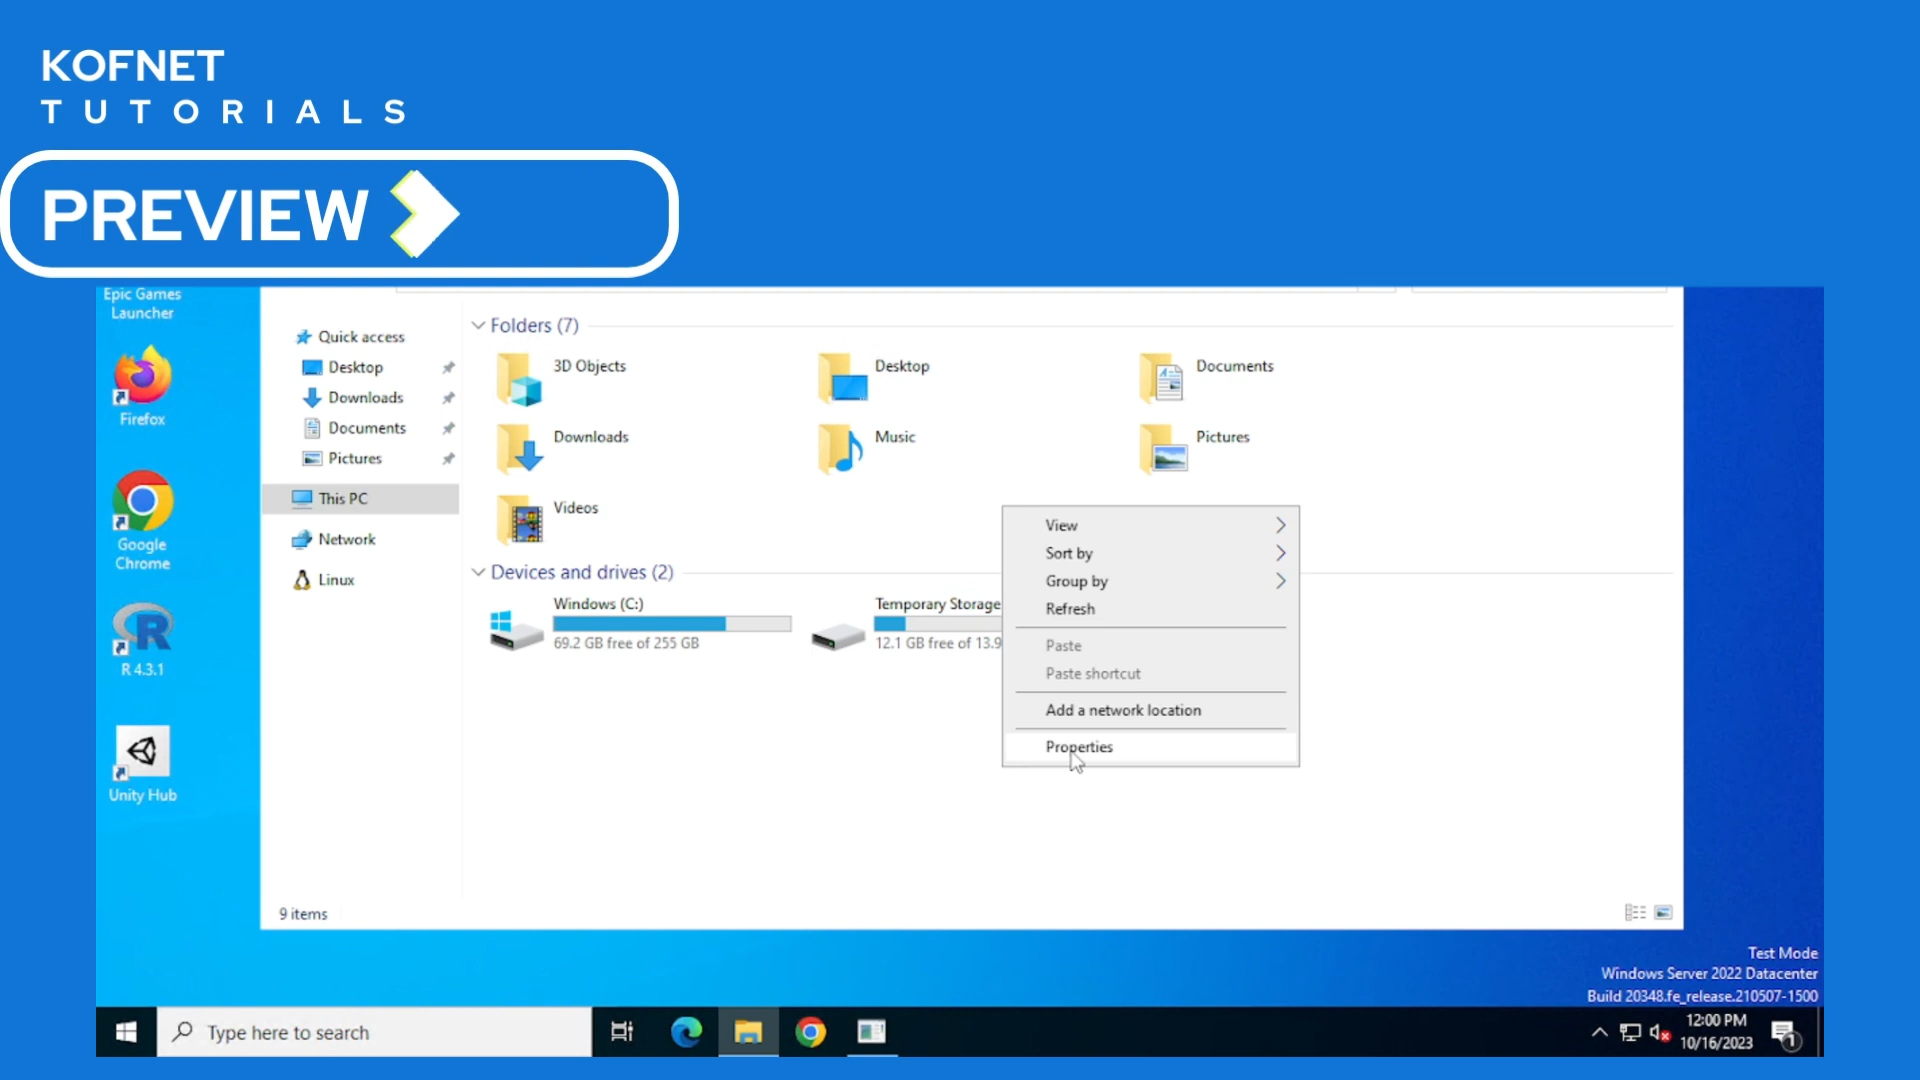 KOFNET
TUTORIALS
PREVIEW
Epic Games
Launcher
Firefox
Google
Chrome
R 4.3.1
Unity Hub
Quick access
Desktop
Downloads
Documents
Pictures
This PC
Network
Linux
Folders (7)
3D Objects
Desktop
Documents
Downloads
Music
Pictures
Videos
Devices and drives (2)
Windows (C:)
69.2 GB free of 255 GB
Temporary Storage
12.1 GB free of 13.9
View
Sort by
Group by
Refresh
Paste
Paste shortcut
Add a network location
Properties
9 items
Test Mode
Windows Server 2022 Datacenter
Build 20348.fe_release.210507-1500
Type here to search
12:00 PM
10/16/2023
1